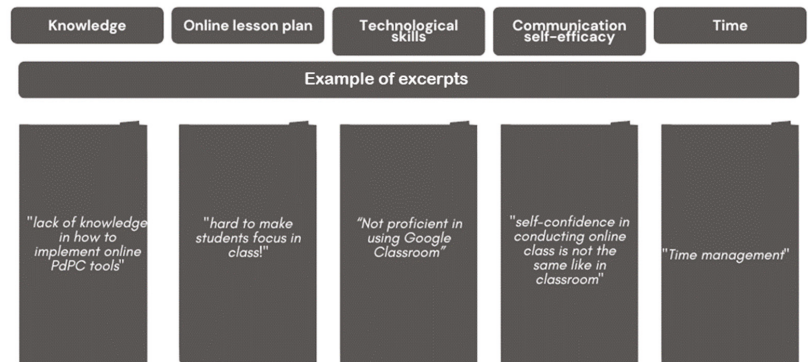 Knowledge
Online lesson plan
Technological
skills
Communication
self-efficacy
Time
Example of excerpts
"lack of knowledge
in how to
implement online
PdPC tools"
"hard to make
students focus in
class!"
“Not proficient in
using Google
Classroom”
"self-confidence in
conducting online
class is not the
same like in
classroom"
"Time management"